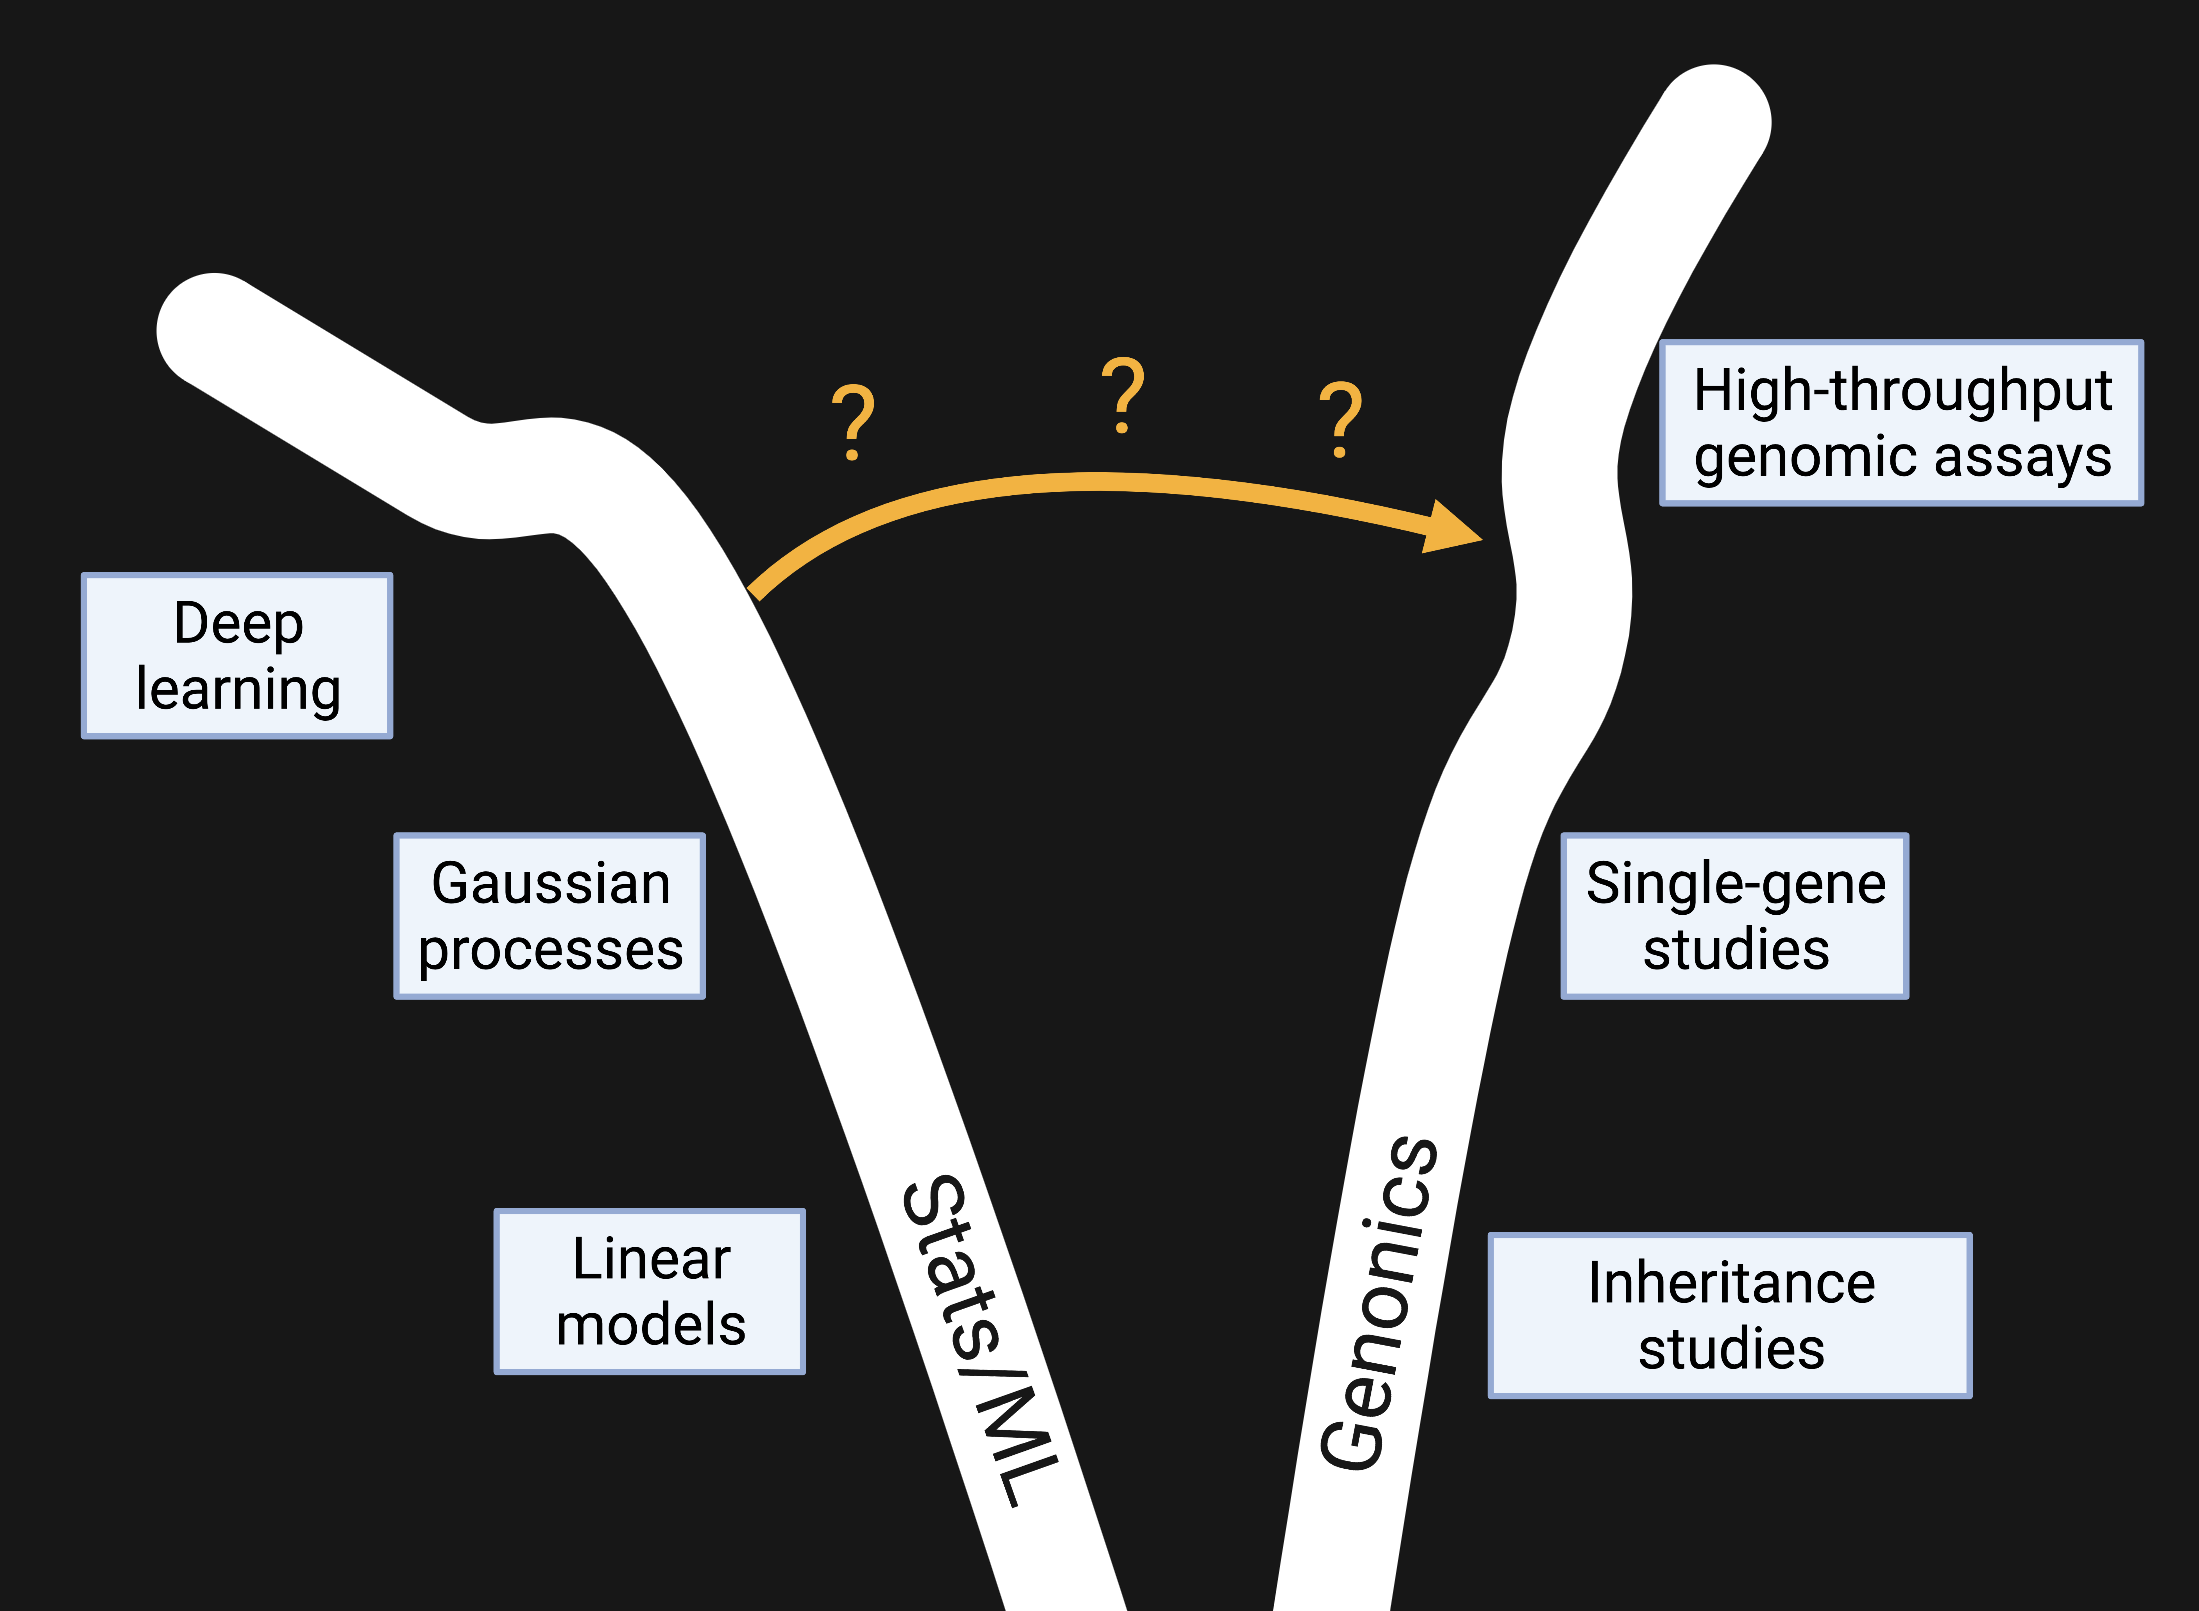 ?
?
?
High-throughput
genomic assays
Deep
learning
Gaussian
processes
Single-gene
studies
Linear
models
Stats/ML
Genonics
Inheritance
studies